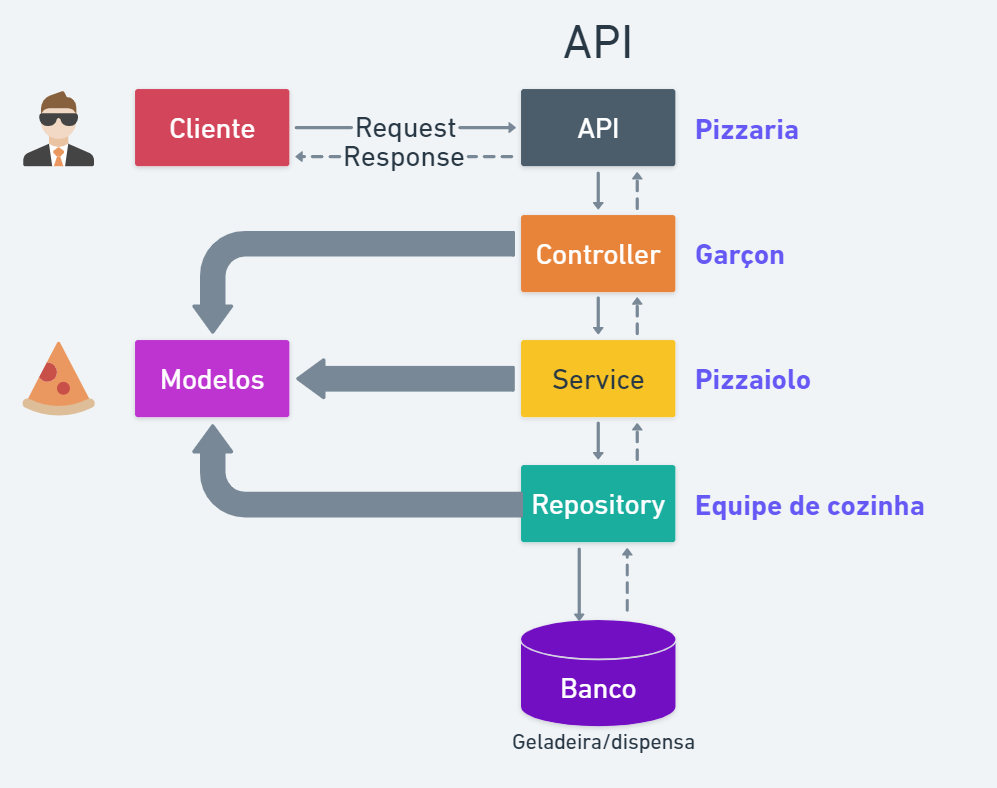 API
Cliente
Request
Response
API
Pizzaria
Controller
Garçon
Modelos
Service
Pizzaiolo
Repository
Equipe de cozinha
Banco
Geladeira/dispensa